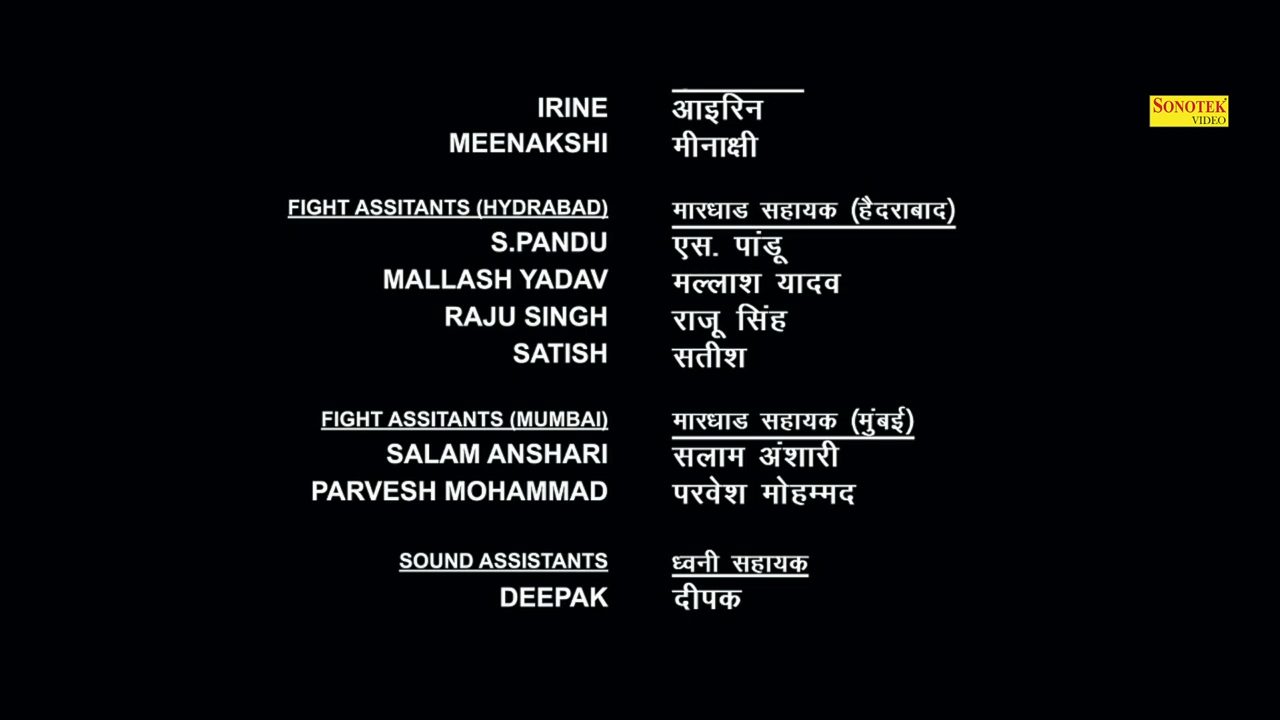 IRINE आइरिन
MEENAKSHI मीनाक्षी
SONOTEK
VIDEO
FIGHT ASSITANTS (HYDRABAD) मारधाड सहायक (हैदराबाद)
S.PANDU एस. पांडू
MALLASH YADAV मल्लाश यादव
RAJU SINGH राजू सिंह
SATISH सतीश
FIGHT ASSITANTS (MUMBAI) मारधाड सहायक (मुंबई)
SALAM ANSHARI सलाम अंशारी
PARVESH MOHAMMAD परवेश मोहम्मद
SOUND ASSISTANTS ध्वनी सहायक
DEEPAK दीपक